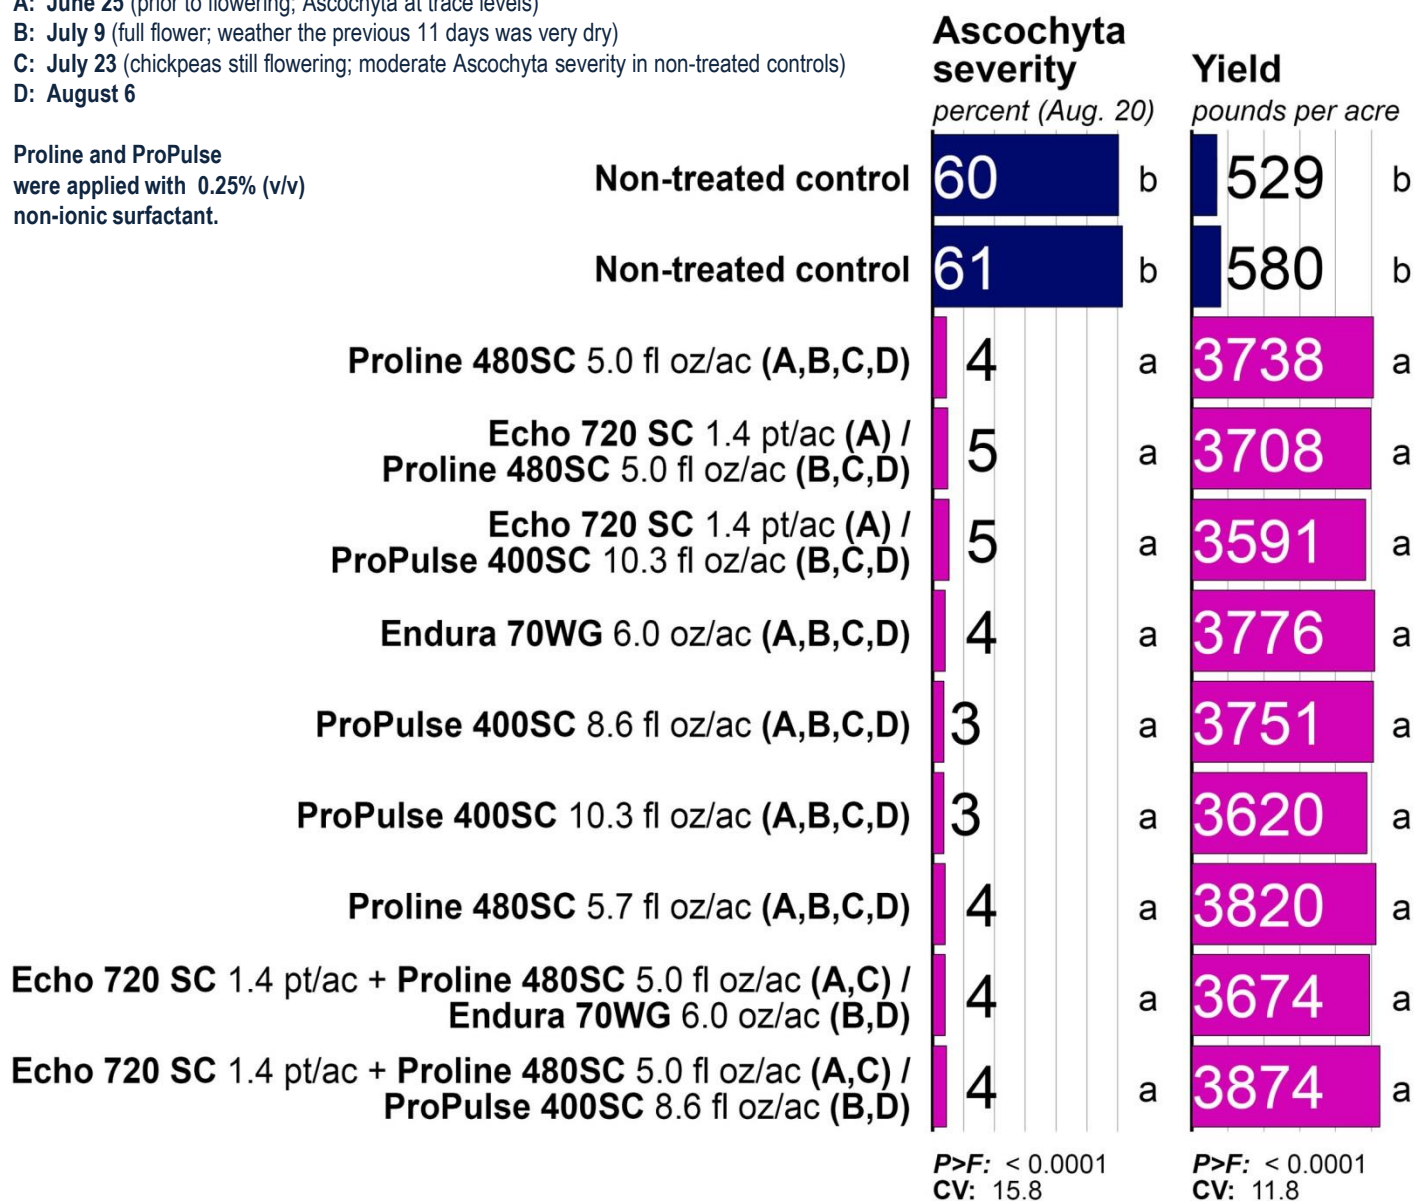 A: June 25 (prior to flowering; Ascochyta at trace levels)
B: July 9 (full flower; weather the previous 11 days was very dry)
C: July 23 (chickpeas still flowering; moderate Ascochyta severity in non-treated controls)
D: August 6
Proline and ProPulse
were applied with 0.25% (v/v)
non-ionic surfactant.
Ascochyta
severity
percent (Aug. 20)
Yield
pounds per acre
Non-treated control 60 b 529 b
Non-treated control 61 b 580 b
Proline 480SC 5.0 fl oz/ac (A,B,C,D) 4 a 3738 a
Echo 720 SC 1.4 pt/ac (A) /
Proline 480SC 5.0 fl oz/ac (B,C,D) 5 a 3708 a
Echo 720 SC 1.4 pt/ac (A) /
ProPulse 400SC 10.3 fl oz/ac (B,C,D) 5 a 3591 a
Endura 70WG 6.0 oz/ac (A,B,C,D) 4 a 3776 a
ProPulse 400SC 8.6 fl oz/ac (A,B,C,D) 3 a 3751 a
ProPulse 400SC 10.3 fl oz/ac (A,B,C,D) 3 a 3620 a
Proline 480SC 5.7 fl oz/ac (A,B,C,D) 4 a 3820 a
Echo 720 SC 1.4 pt/ac + Proline 480SC 5.0 fl oz/ac (A,C) /
Endura 70WG 6.0 oz/ac (B,D) 4 a 3674 a
Echo 720 SC 1.4 pt/ac + Proline 480SC 5.0 fl oz/ac (A,C) /
ProPulse 400SC 8.6 fl oz/ac (B,D) 4 a 3874 a
P>F: < 0.0001
CV: 15.8
P>F: < 0.0001
CV: 11.8